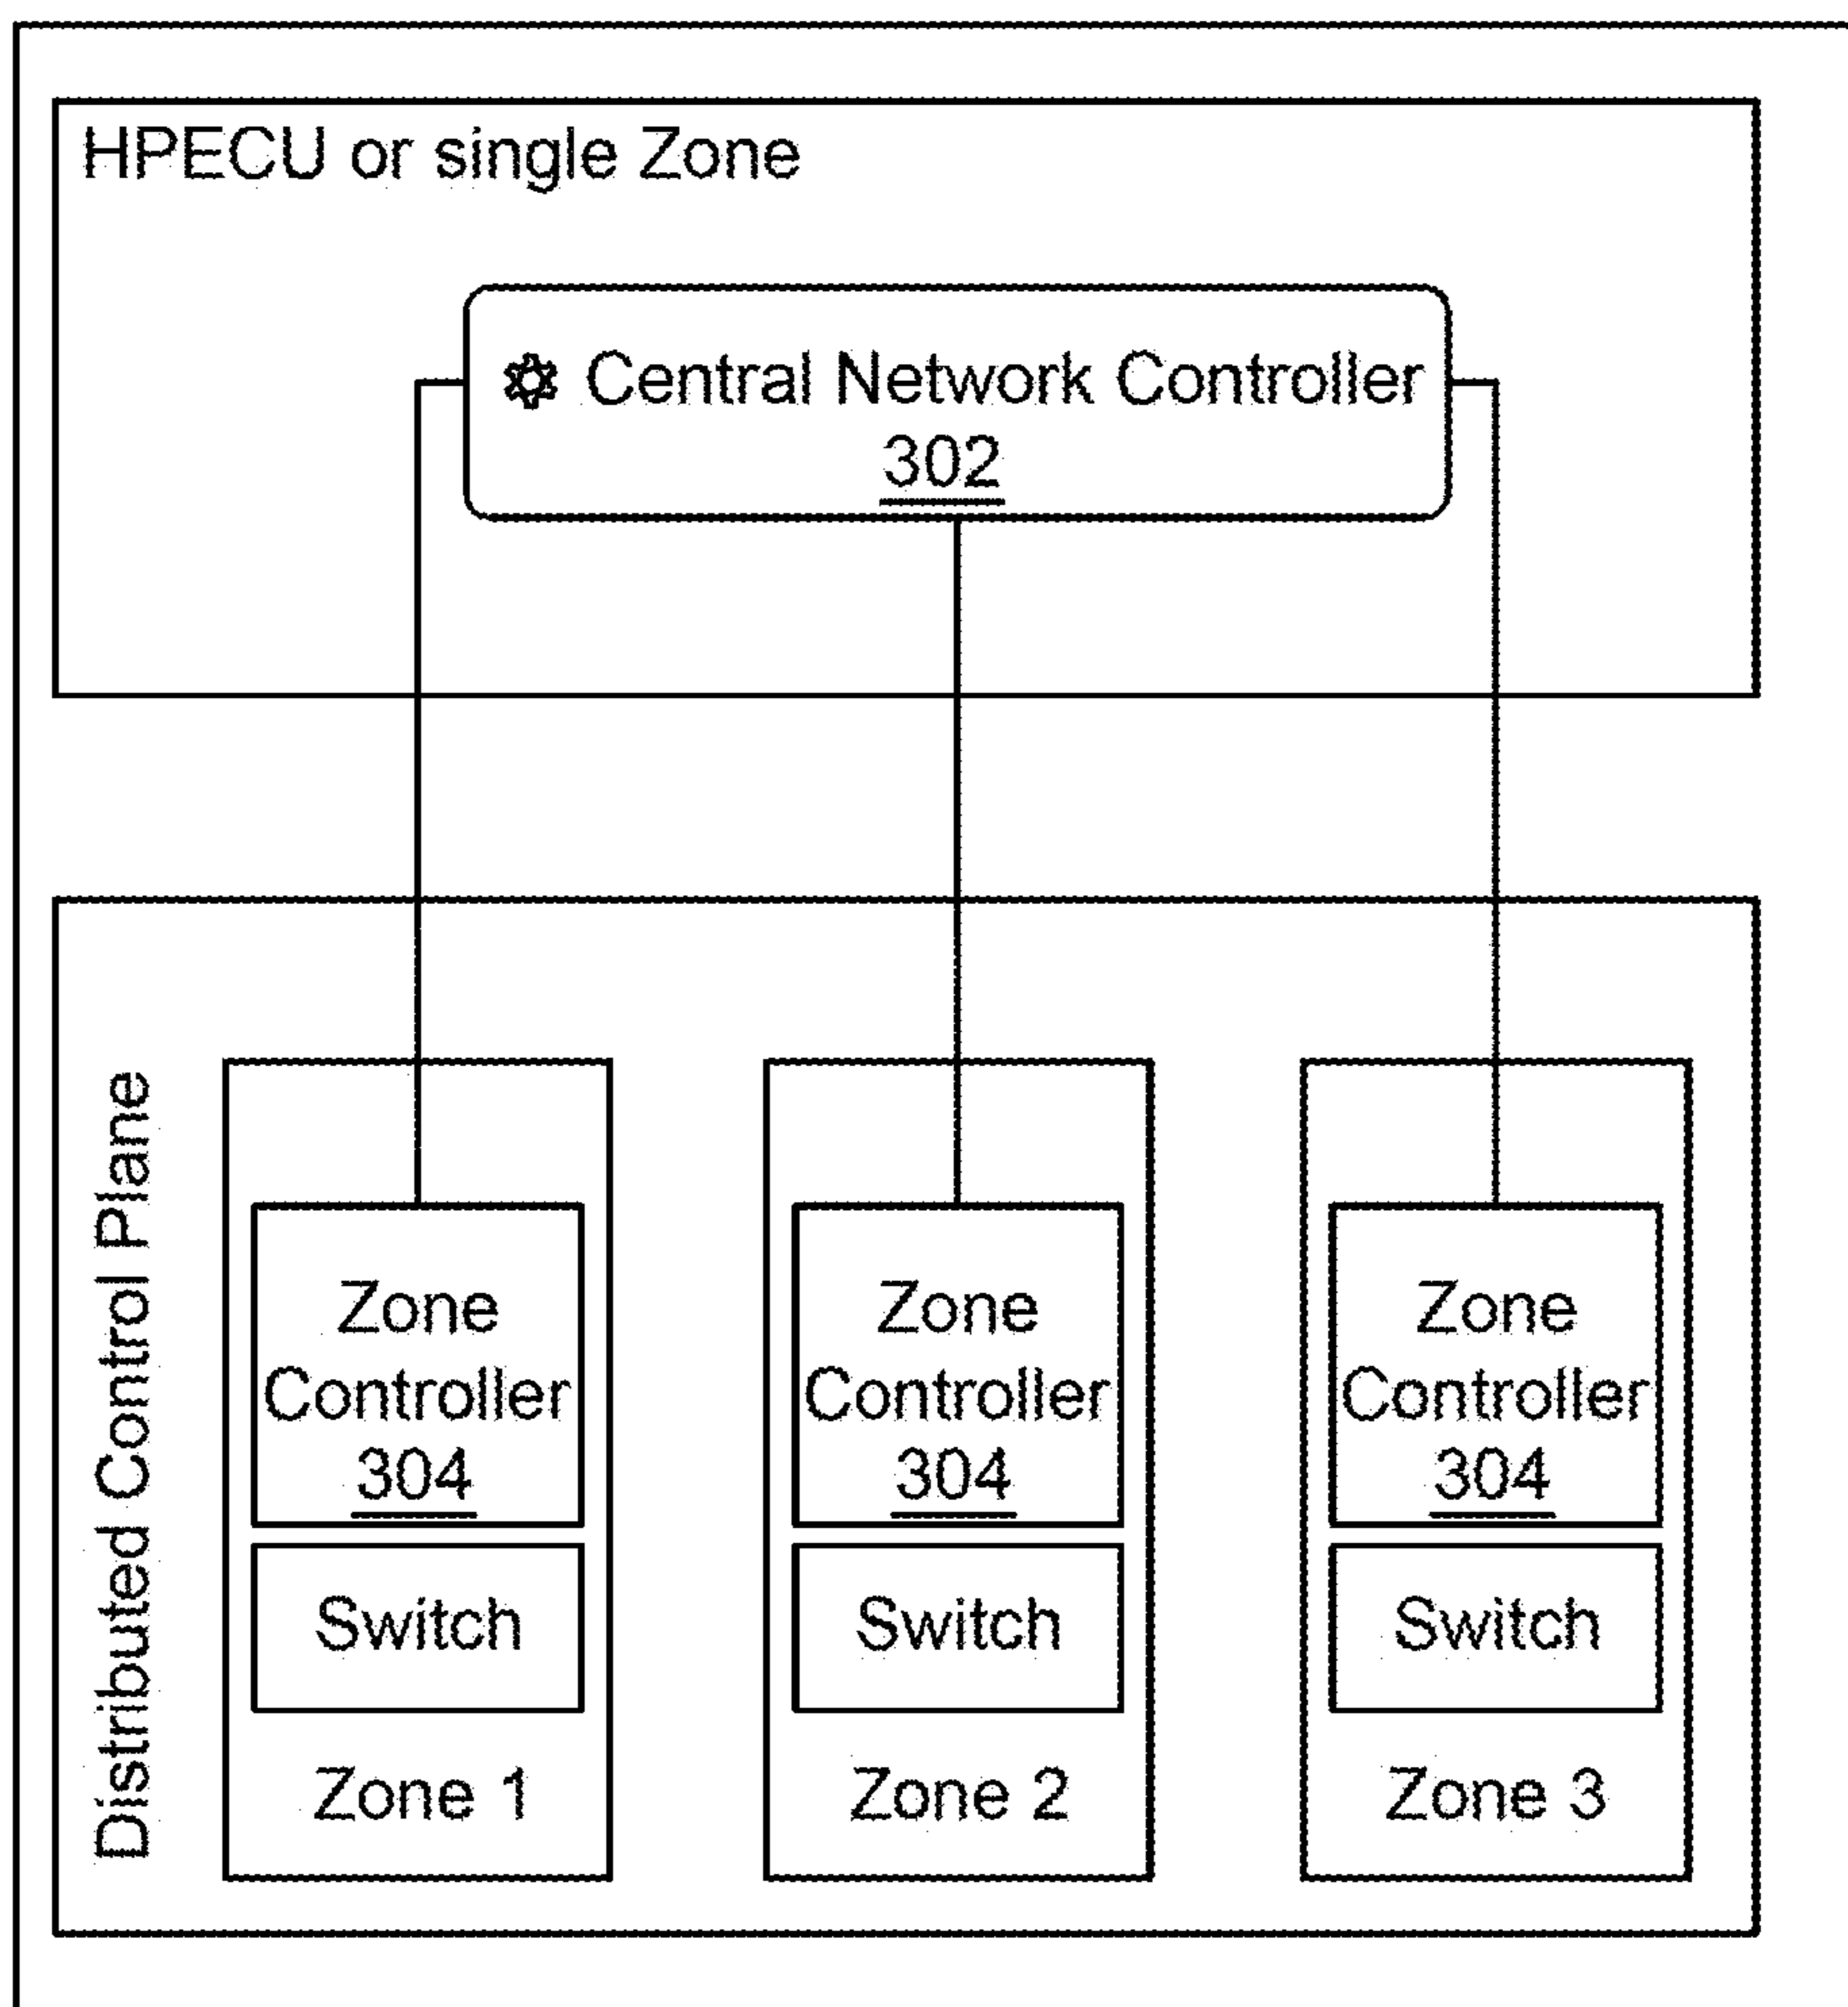 HPECU or single Zone
Central Network Controller
302
Distributed Control Plane
Zone
Controller
304
Switch
Zone 1
Zone
Controller
304
Switch
Zone 2
Zone
Controller
304
Switch
Zone 3